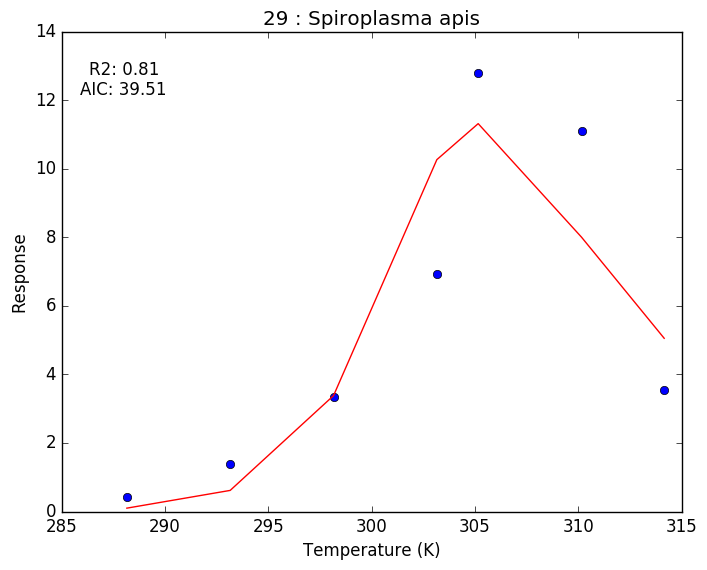 29 : Spiroplasma apis
R2: 0.81
AIC: 39.51
14
12
10
8
6
4
2
0
Response
285 290 295 300 305 310 315
Temperature (K)